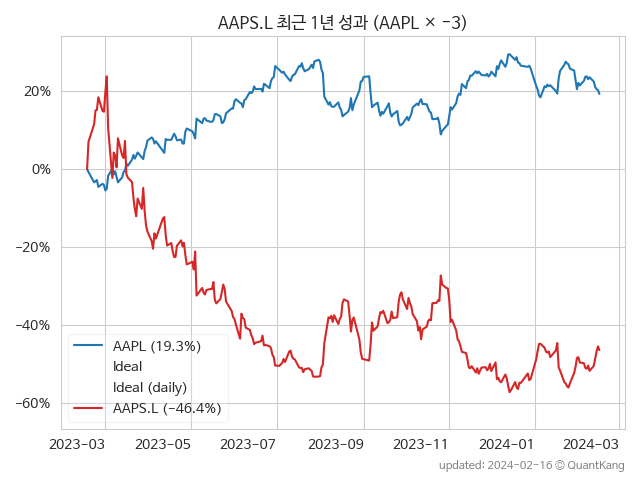 AAPS.L 최근 1년 성과 (AAPL × −3)
20%
0%
−20%
−40%
−60%
AAPL (19.3%)
Ideal
Ideal (daily)
AAPS.L (−46.4%)
2023-03 2023-05 2023-07 2023-09 2023-11 2024-01 2024-03
updated: 2024-02-16 © QuantKang